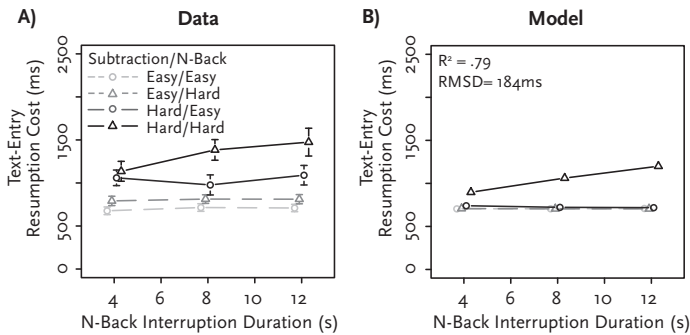 A)
Data
Text-Entry
Resumption Cost (ms)
2500
1500
500
0
Subtraction/N-Back
Easy/Easy
Easy/Hard
Hard/Easy
Hard/Hard
4
6
8
10
12
N-Back Interruption Duration (s)
B)
Model
Text-Entry
Resumption Cost (ms)
2500
1500
500
0
R² = .79
RMSD= 184ms
4
6
8
10
12
N-Back Interruption Duration (s)